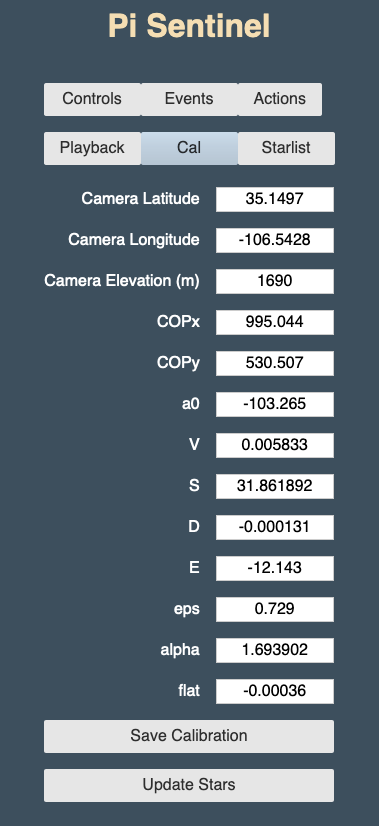 Pi Sentinel
Controls Events Actions
Playback Cal Starlist
Camera Latitude 35.1497
Camera Longitude -106.5428
Camera Elevation (m) 1690
COPx 995.044
COPy 530.507
a0 -103.265
V 0.005833
S 31.861892
D -0.000131
E -12.143
eps 0.729
alpha 1.693902
flat -0.00036
Save Calibration
Update Stars